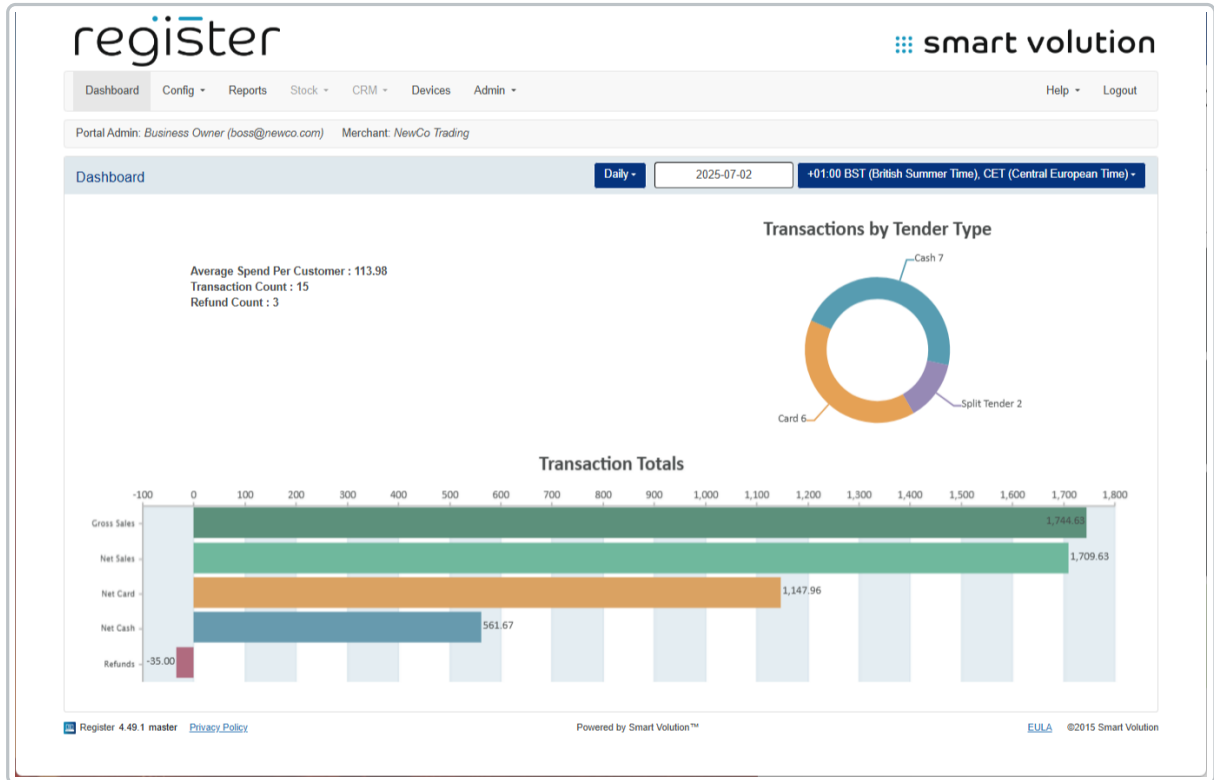 register
smart volution
Dashboard Config Reports Stock CRM Devices Admin Help Logout
Portal Admin: Business Owner (boss@newco.com) Merchant: NewCo Trading
Dashboard Daily 2025-07-02 +01:00 BST (British Summer Time), CET (Central European Time)
Transactions by Tender Type
Average Spend Per Customer : 113.98
Transaction Count : 15
Refund Count : 3
Cash 7
Split Tender 2
Card 6
Transaction Totals
-100 0 100 200 300 400 500 600 700 800 900 1,000 1,100 1,200 1,300 1,400 1,500 1,600 1,700 1,800
Gross Sales 1,744.63
Net Sales 1,709.63
Net Card 1,147.96
Net Cash 561.67
Refunds -35.00
Register 4.49.1 master Privacy Policy Powered by Smart Volution™ EULA ©2015 Smart Volution